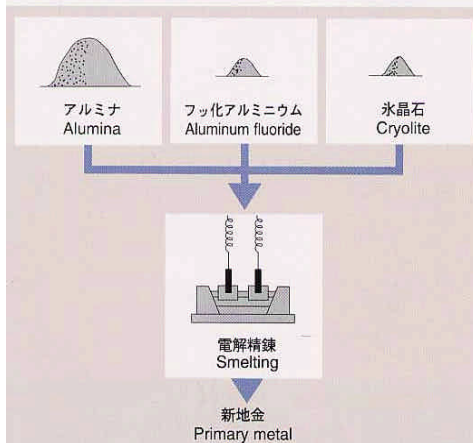 アルミナ
Alumina
フッ化アルミニウム
Aluminum fluoride
氷晶石
Cryolite
電解精錬
Smelting
新地金
Primary metal